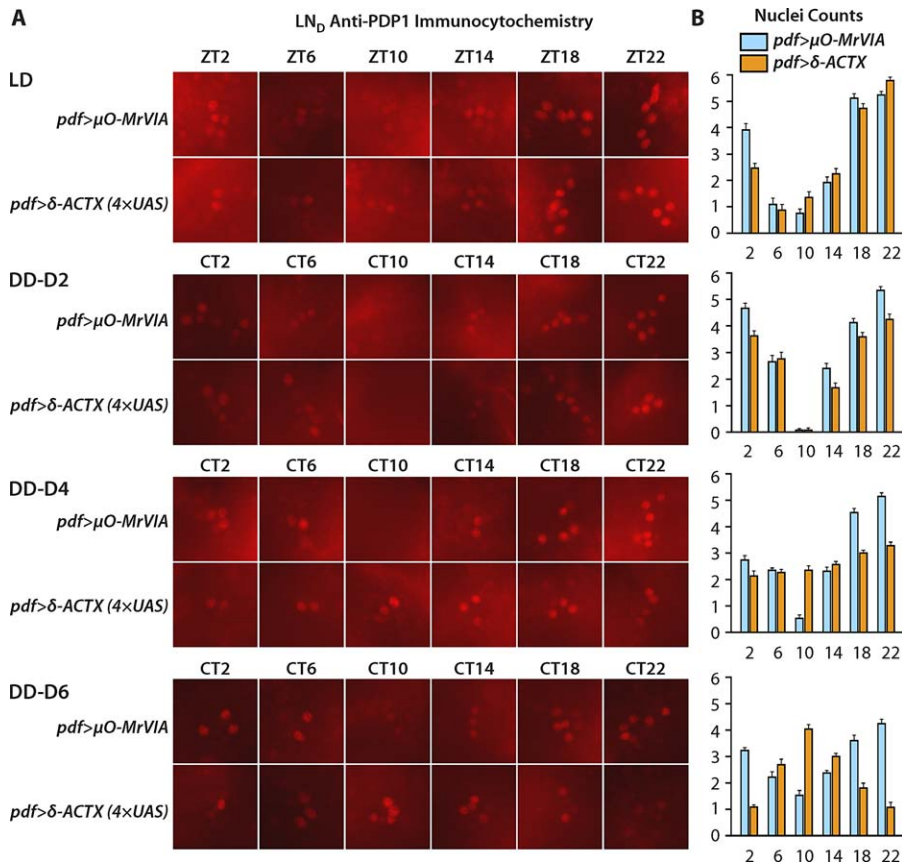 A
LN_D Anti-PDP1 Immunocytochemistry
ZT2 ZT6 ZT10 ZT14 ZT18 ZT22
LD
pdf>μO-MrVIA
pdf>δ-ACTX (4×UAS)
CT2 CT6 CT10 CT14 CT18 CT22
DD-D2
pdf>μO-MrVIA
pdf>δ-ACTX (4×UAS)
CT2 CT6 CT10 CT14 CT18 CT22
DD-D4
pdf>μO-MrVIA
pdf>δ-ACTX (4×UAS)
CT2 CT6 CT10 CT14 CT18 CT22
DD-D6
pdf>μO-MrVIA
pdf>δ-ACTX (4×UAS)
B
Nuclei Counts
pdf>μO-MrVIA
pdf>δ-ACTX
6
5
4
3
2
1
0
2 6 10 14 18 22
6
5
4
3
2
1
0
2 6 10 14 18 22
6
5
4
3
2
1
0
2 6 10 14 18 22
6
5
4
3
2
1
0
2 6 10 14 18 22